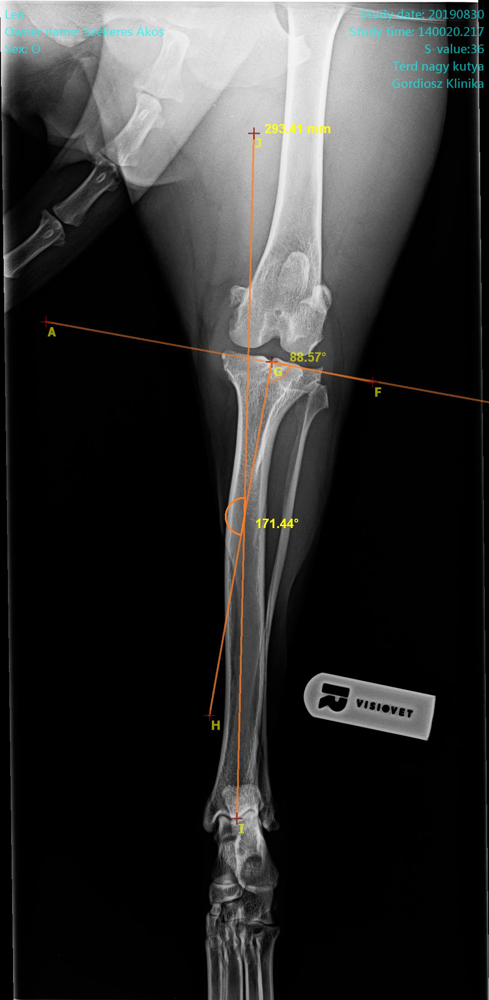 Lea
Owner name: Szekeres Ákos
Sex: O
Study date: 20190830
Study time: 140020.217
S-value:36
Térd nagy kutya
Gordiosz Klinika
293.41 mm
J
A
88.57°
G
F
171.44°
R VISIOVET
H
I